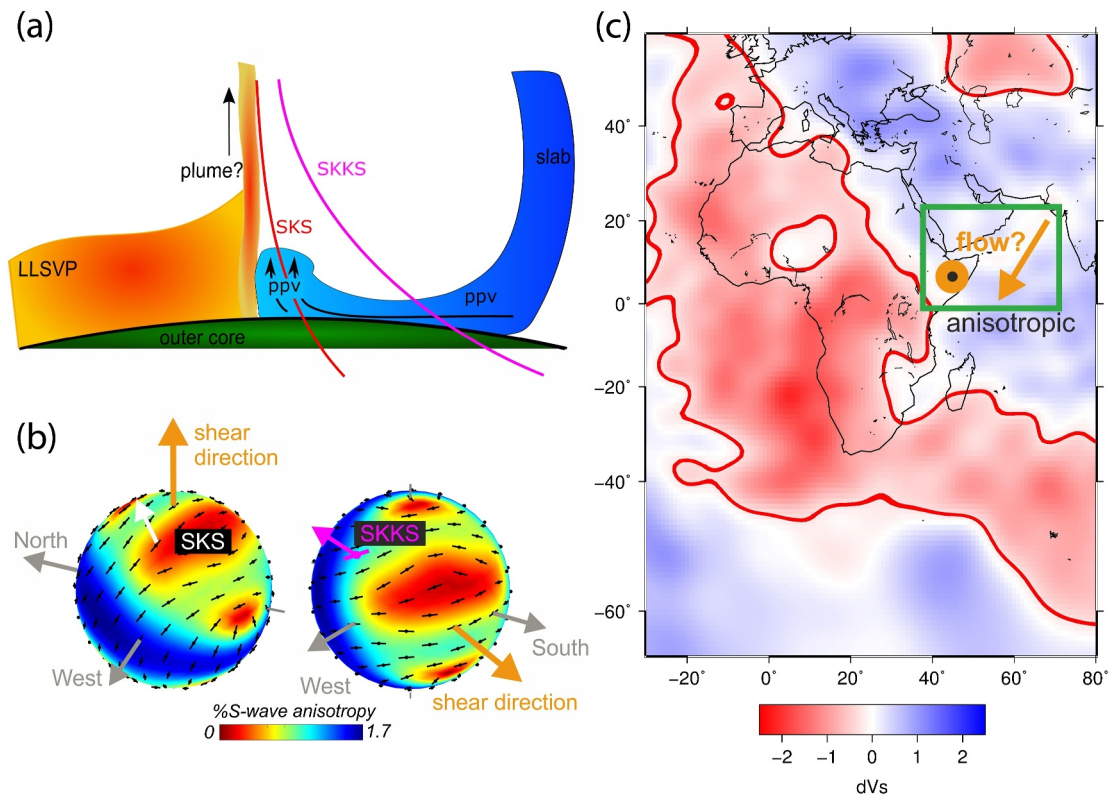 (a)
plume?
SKKS
slab
SKS
LLSVP
ppv
ppv
outer core
(b)
shear
direction
North
SKS
West
SKKS
West
South
shear direction
%S-wave anisotropy
0
1.7
(c)
40˚
20˚
0˚
−20˚
−40˚
−60˚
flow?
anisotropic
−20˚ 0˚ 20˚ 40˚ 60˚ 80˚
−2 −1 0 1 2
dVs